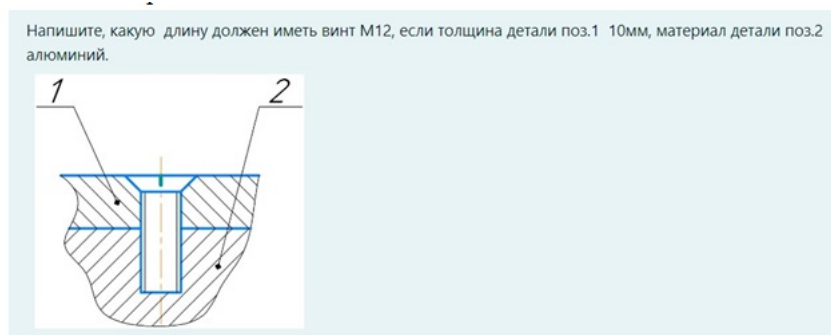 Напишите, какую длину должен иметь винт М12, если толщина детали поз.1 10мм, материал детали поз.2
алюминий.
1 2